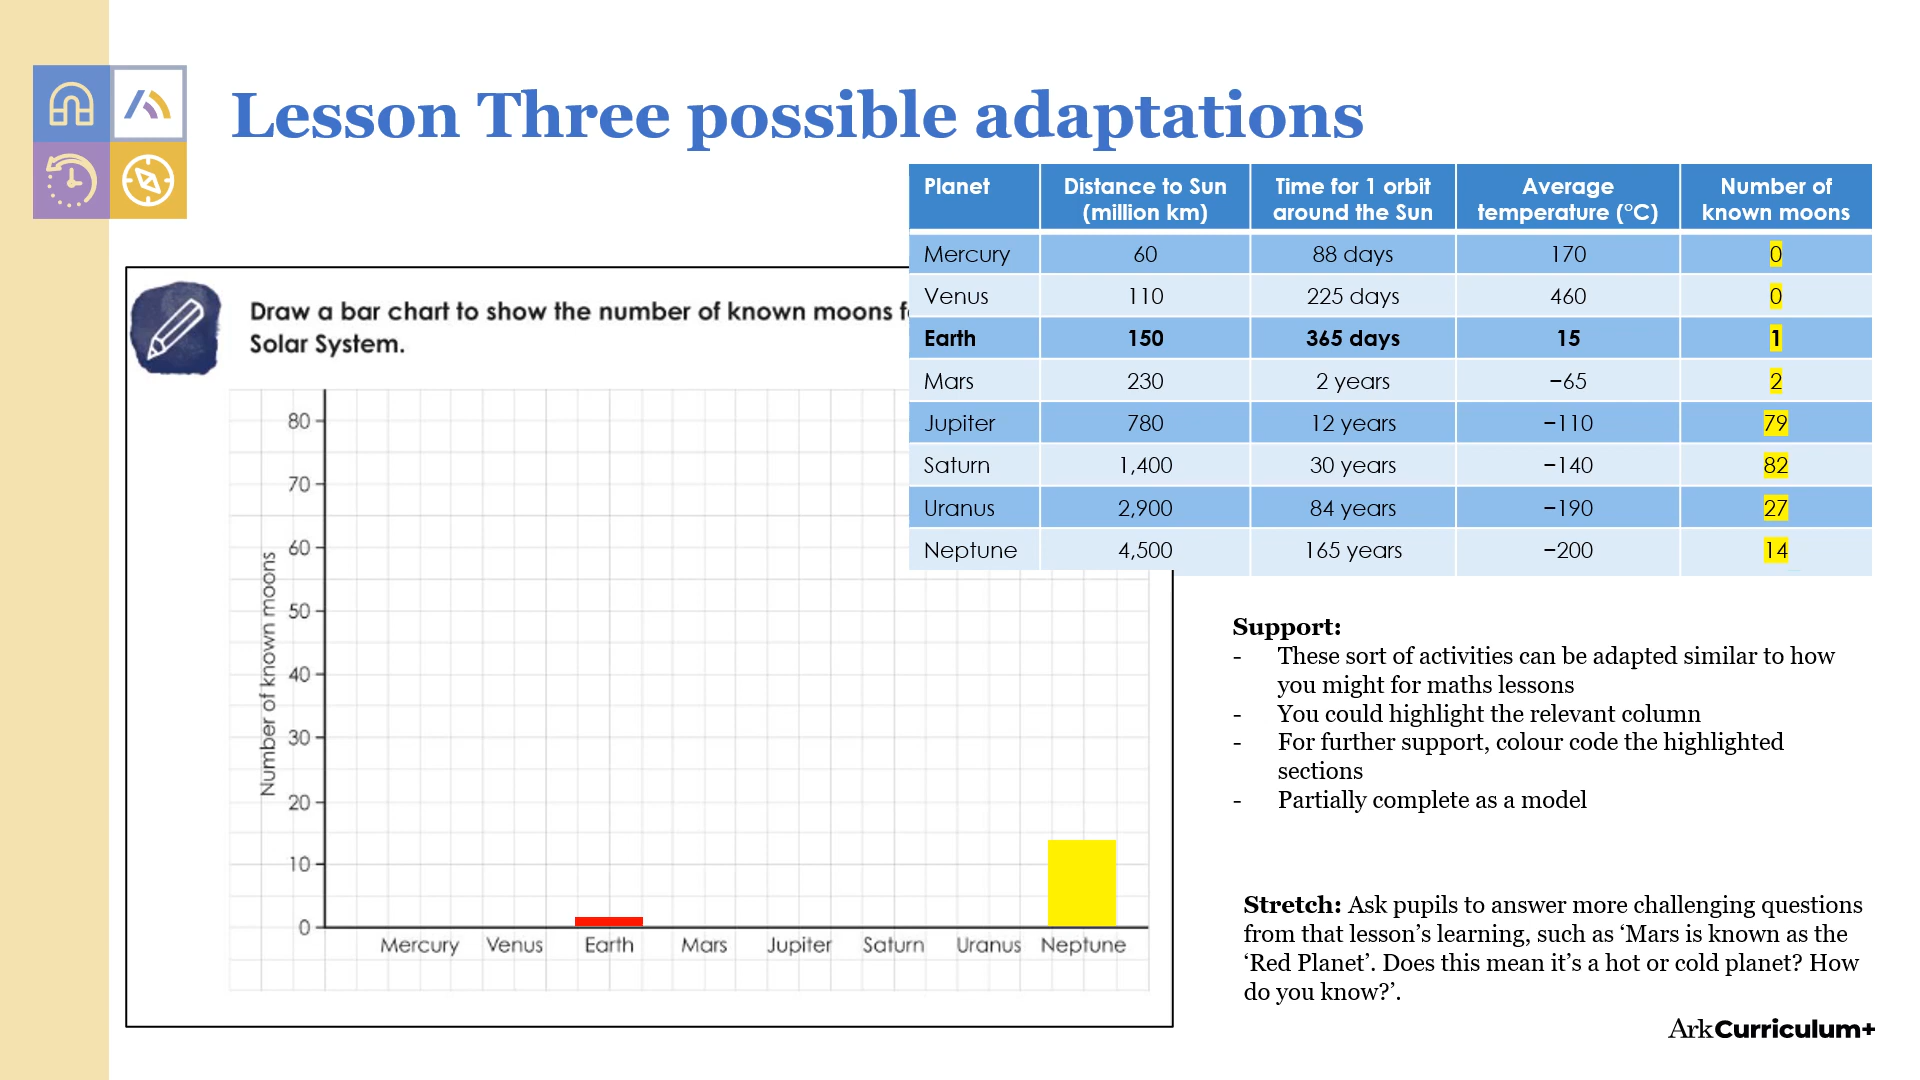 Lesson Three possible adaptations
Planet Distance to Sun (million km) Time for 1 orbit around the Sun Average temperature (°C) Number of known moons
Mercury 60 88 days 170 0
Venus 110 225 days 460 0
Earth 150 365 days 15 1
Mars 230 2 years −65 2
Jupiter 780 12 years −110 79
Saturn 1,400 30 years −140 82
Uranus 2,900 84 years −190 27
Neptune 4,500 165 years −200 14
Draw a bar chart to show the number of known moons
Solar System.
Number of known moons
80
70
60
50
40
30
20
10
0
Mercury Venus Earth Mars Jupiter Saturn Uranus Neptune
Support:
- These sort of activities can be adapted similar to how
you might for maths lessons
- You could highlight the relevant column
- For further support, colour code the highlighted
sections
- Partially complete as a model
Stretch: Ask pupils to answer more challenging questions
from that lesson’s learning, such as ‘Mars is known as the
‘Red Planet’. Does this mean it’s a hot or cold planet? How
do you know?’.
ArkCurriculum+